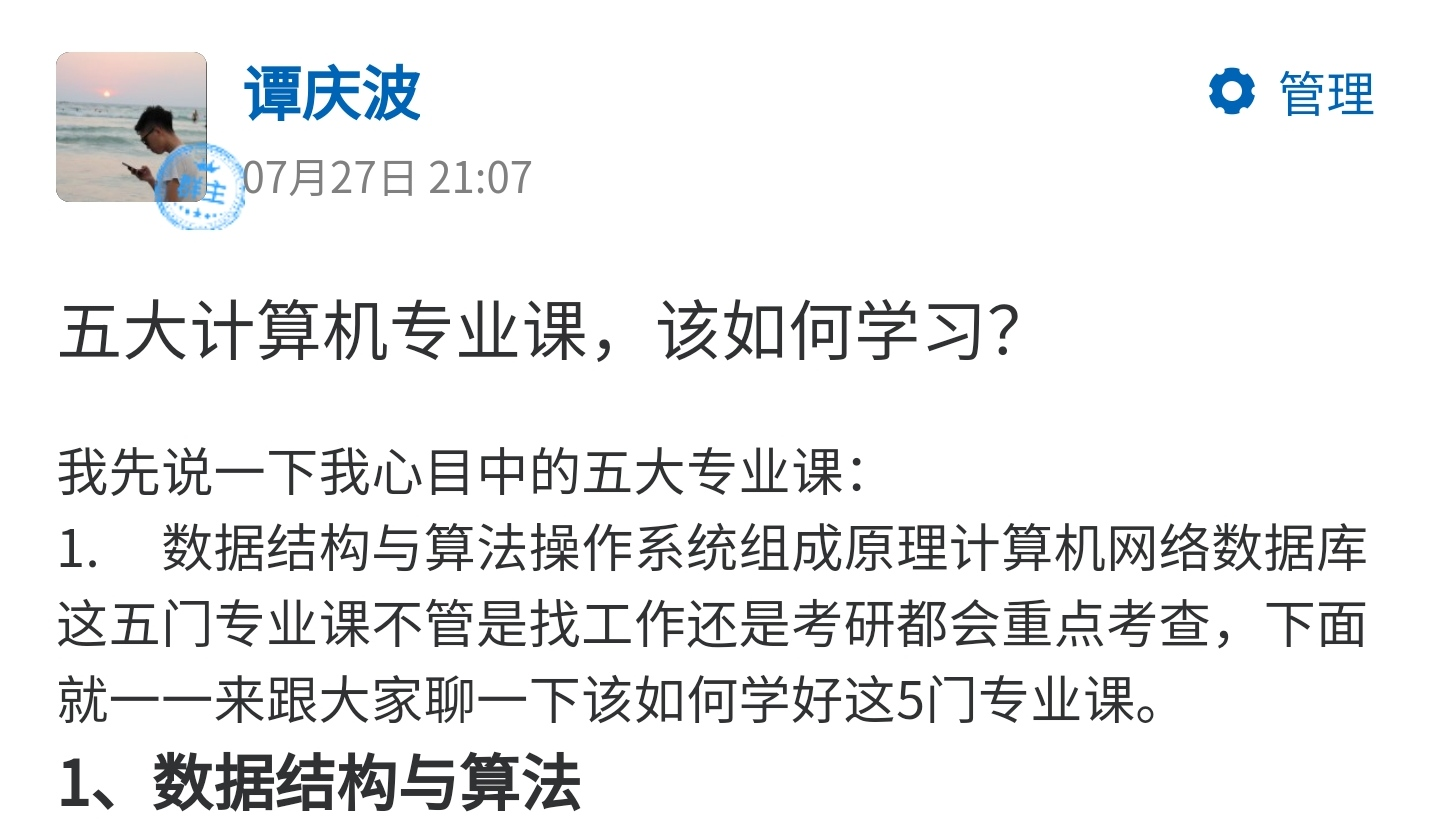 谭庆波
管理
07月27日 21:07
群主
五大计算机专业课，该如何学习？
我先说一下我心目中的五大专业课：
1. 数据结构与算法操作系统组成原理计算机网络数据库
这五门专业课不管是找工作还是考研都会重点考查，下面
就一一来跟大家聊一下该如何学好这5门专业课。
1、数据结构与算法